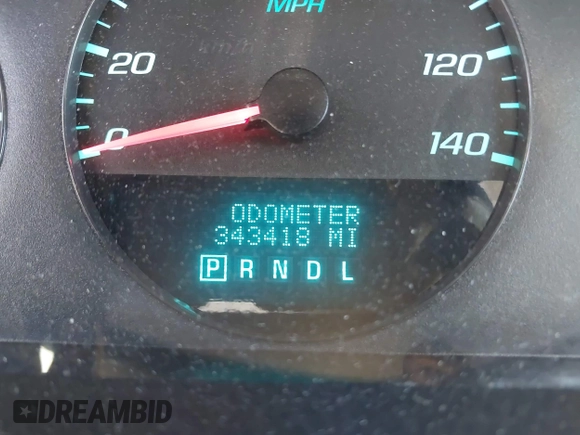 MPH
20
120
0
140
ODOMETER
343418 MI
P R N D L
DREAMBID